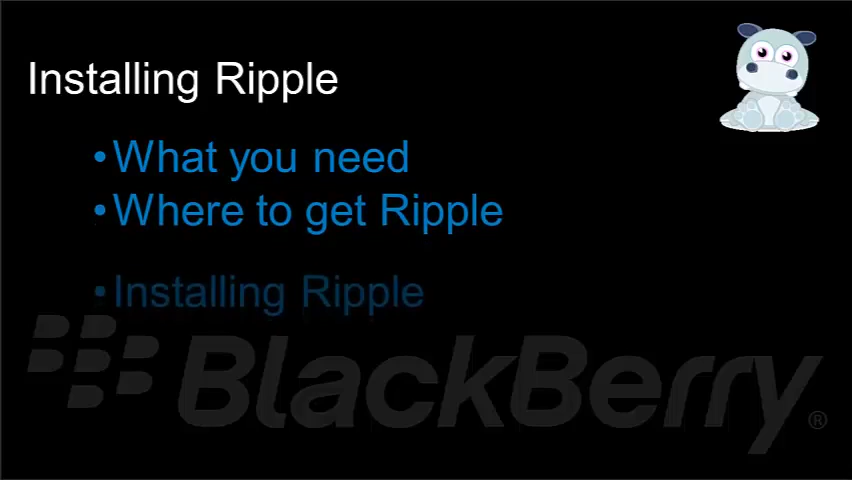 Installing Ripple
•What you need
•Where to get Ripple
•Installing Ripple
BlackBerry®